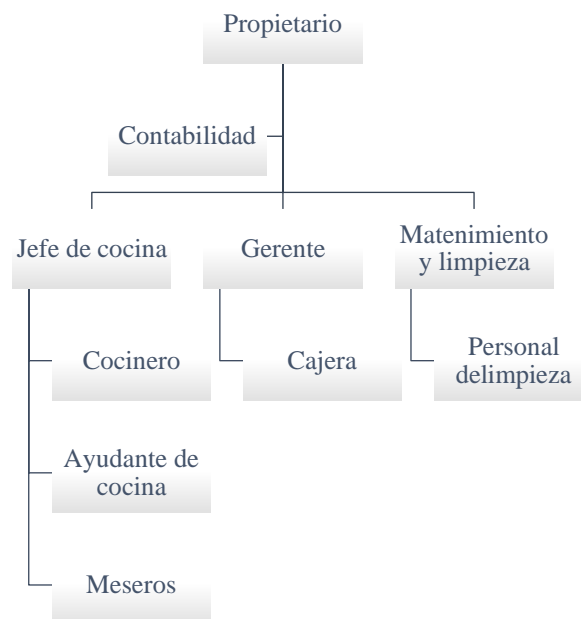 Propietario
Contabilidad
Jefe de cocina
Gerente
Matenimiento
y limpieza
Cocinero
Cajera
Personal
delimpieza
Ayudante de
cocina
Meseros